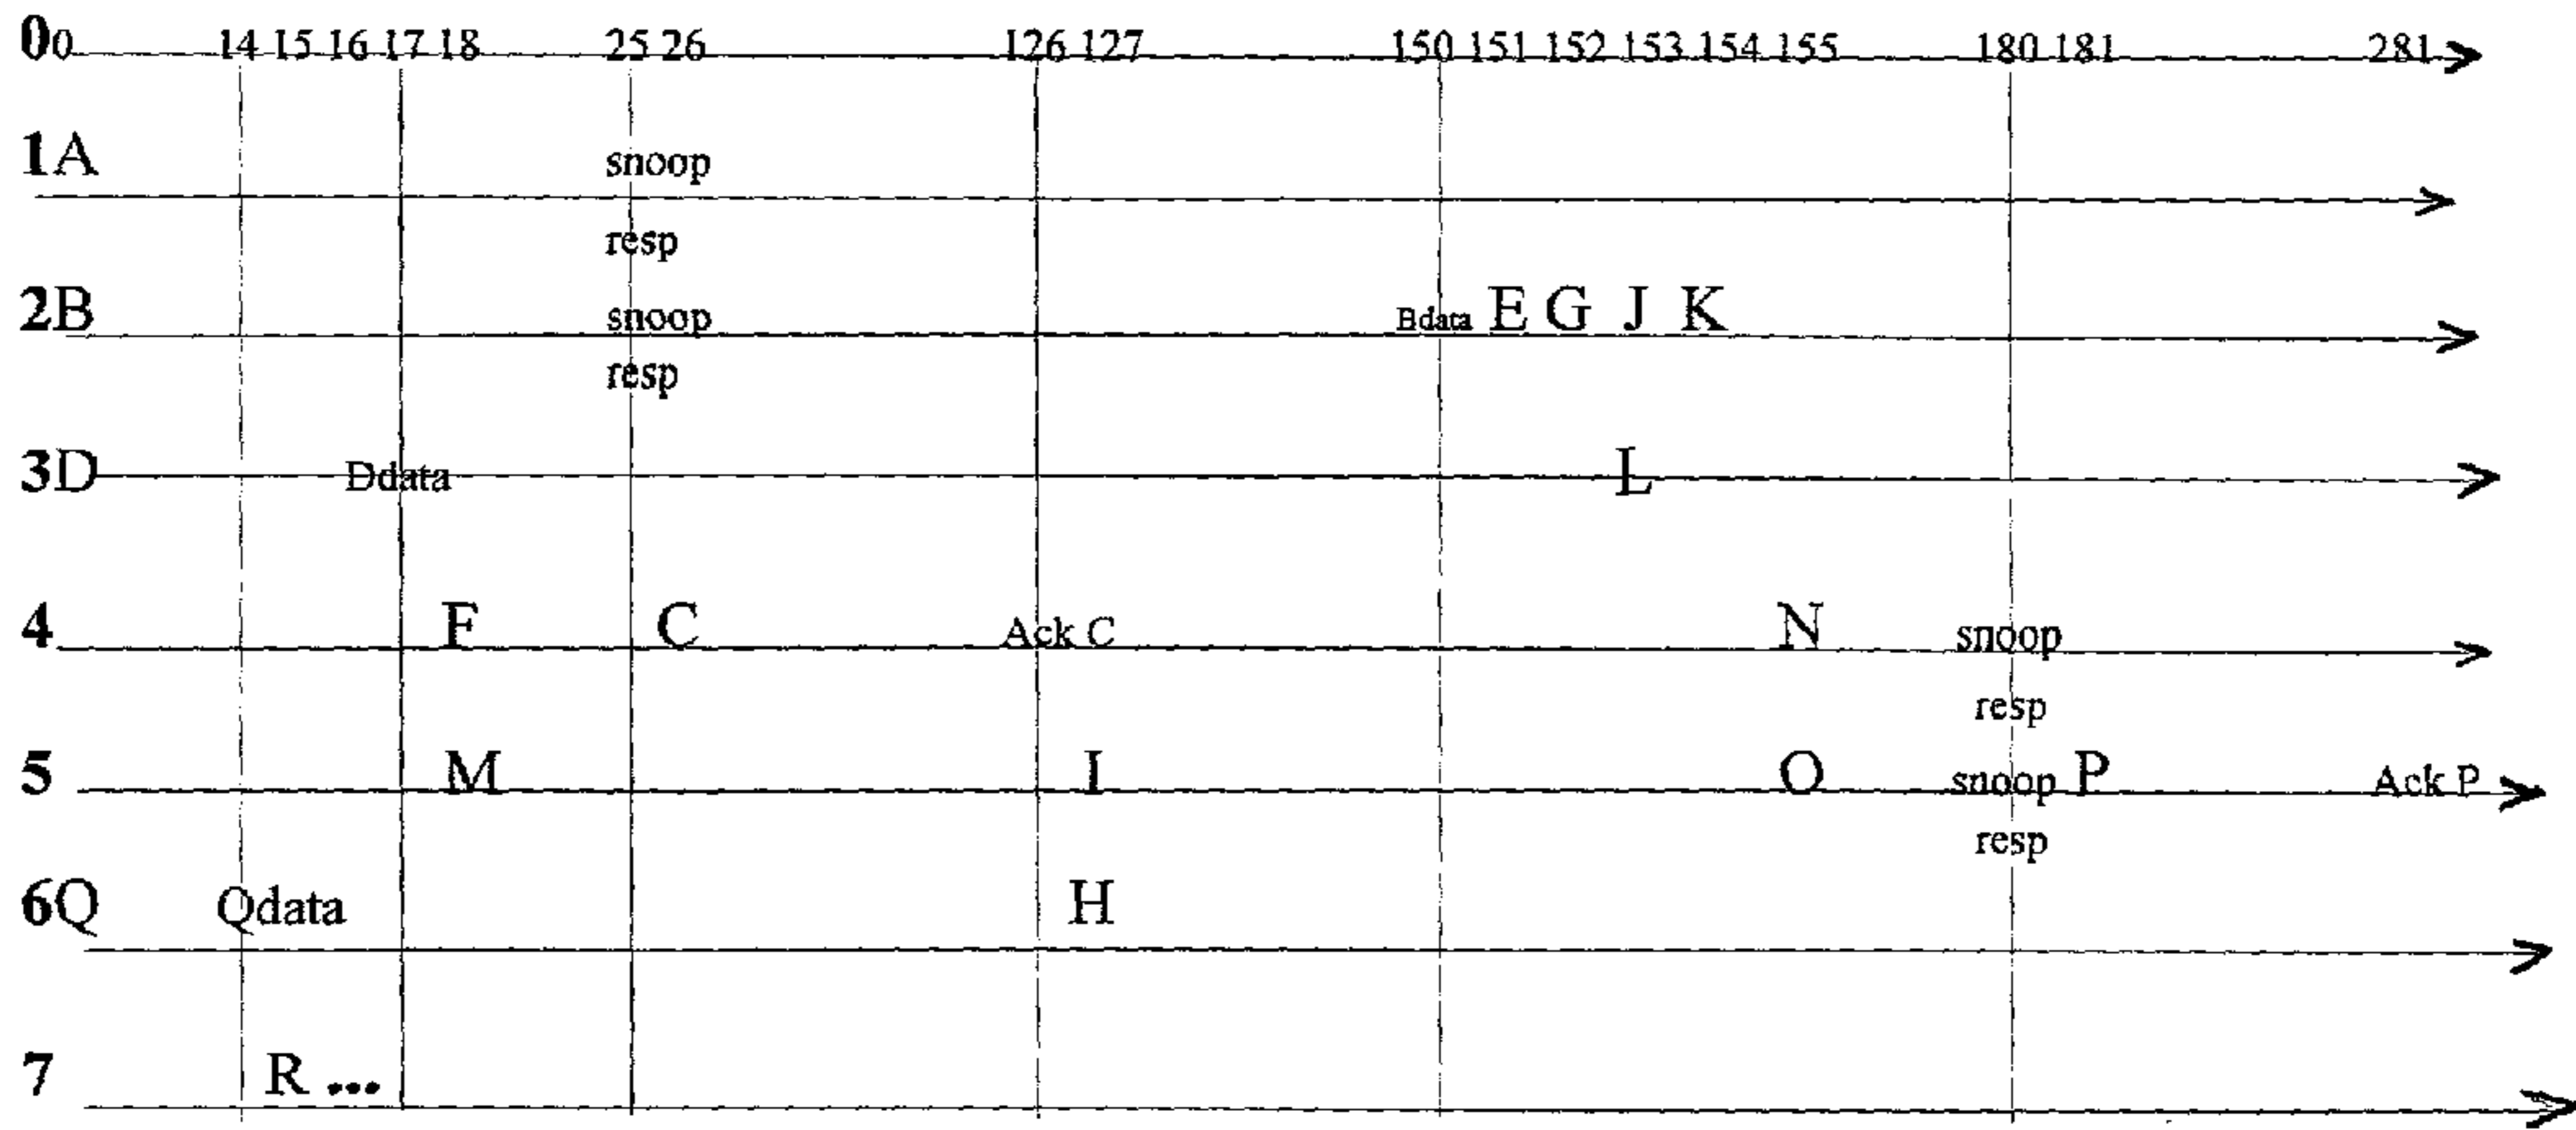 00 14 15 16 17 18 25 26 126 127 150 151 152 153 154 155 180 181 281
1A snoop
resp
2B snoop Bdata E G J K
resp
3D Ddata L
4 F C Ack C N snoop
resp
5 M I O snoop P Ack P
resp
6Q Qdata H
7 R ...